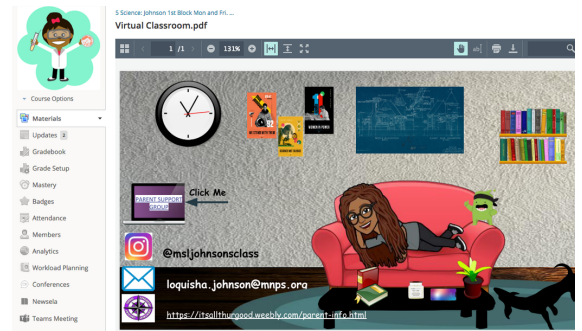 S Science: Johnson 1st Block Mon and Fri. ...
Virtual Classroom.pdf
1 /1
131%
Course Options
Materials
Updates 2
Gradebook
Grade Setup
Mastery
Badges
Attendance
Members
Analytics
Workload Planning
Conferences
Newsela
Teams Meeting
Click Me
PARENT SUPPORT
GROUP
@msljohnsonsclass
loquisha.johnson@mnps.org
https://itsallthurgood.weebly.com/parent-info.html